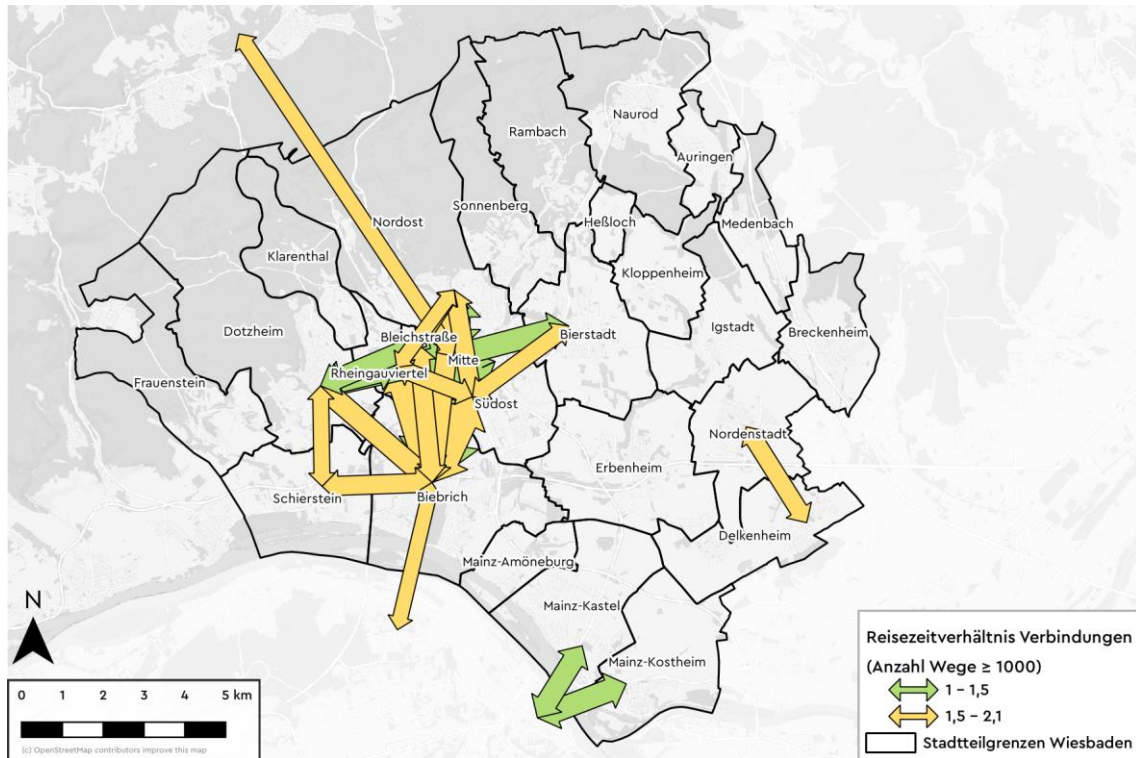 Naurod
Rambach
Auringen
Sonnenberg
Nordost
Heßloch
Medenbach
Klarenthal
Kloppenheim
Dotzheim
Bleichstraße
Bierstadt
Igstadt
Breckenheim
Mitte
Rheingauviertel
Frauenstein
Südost
Nordenstadt
Erbenheim
Schierstein
Biebrich
Delkenheim
Mainz-Amöneburg
Mainz-Kastel
Mainz-Kostheim
N
0 1 2 3 4 5 km
(c) OpenStreetMap contributors improve this map
Reisezeitverhältnis Verbindungen
(Anzahl Wege ≥ 1000)
1 – 1,5
1,5 – 2,1
Stadtteilgrenzen Wiesbaden